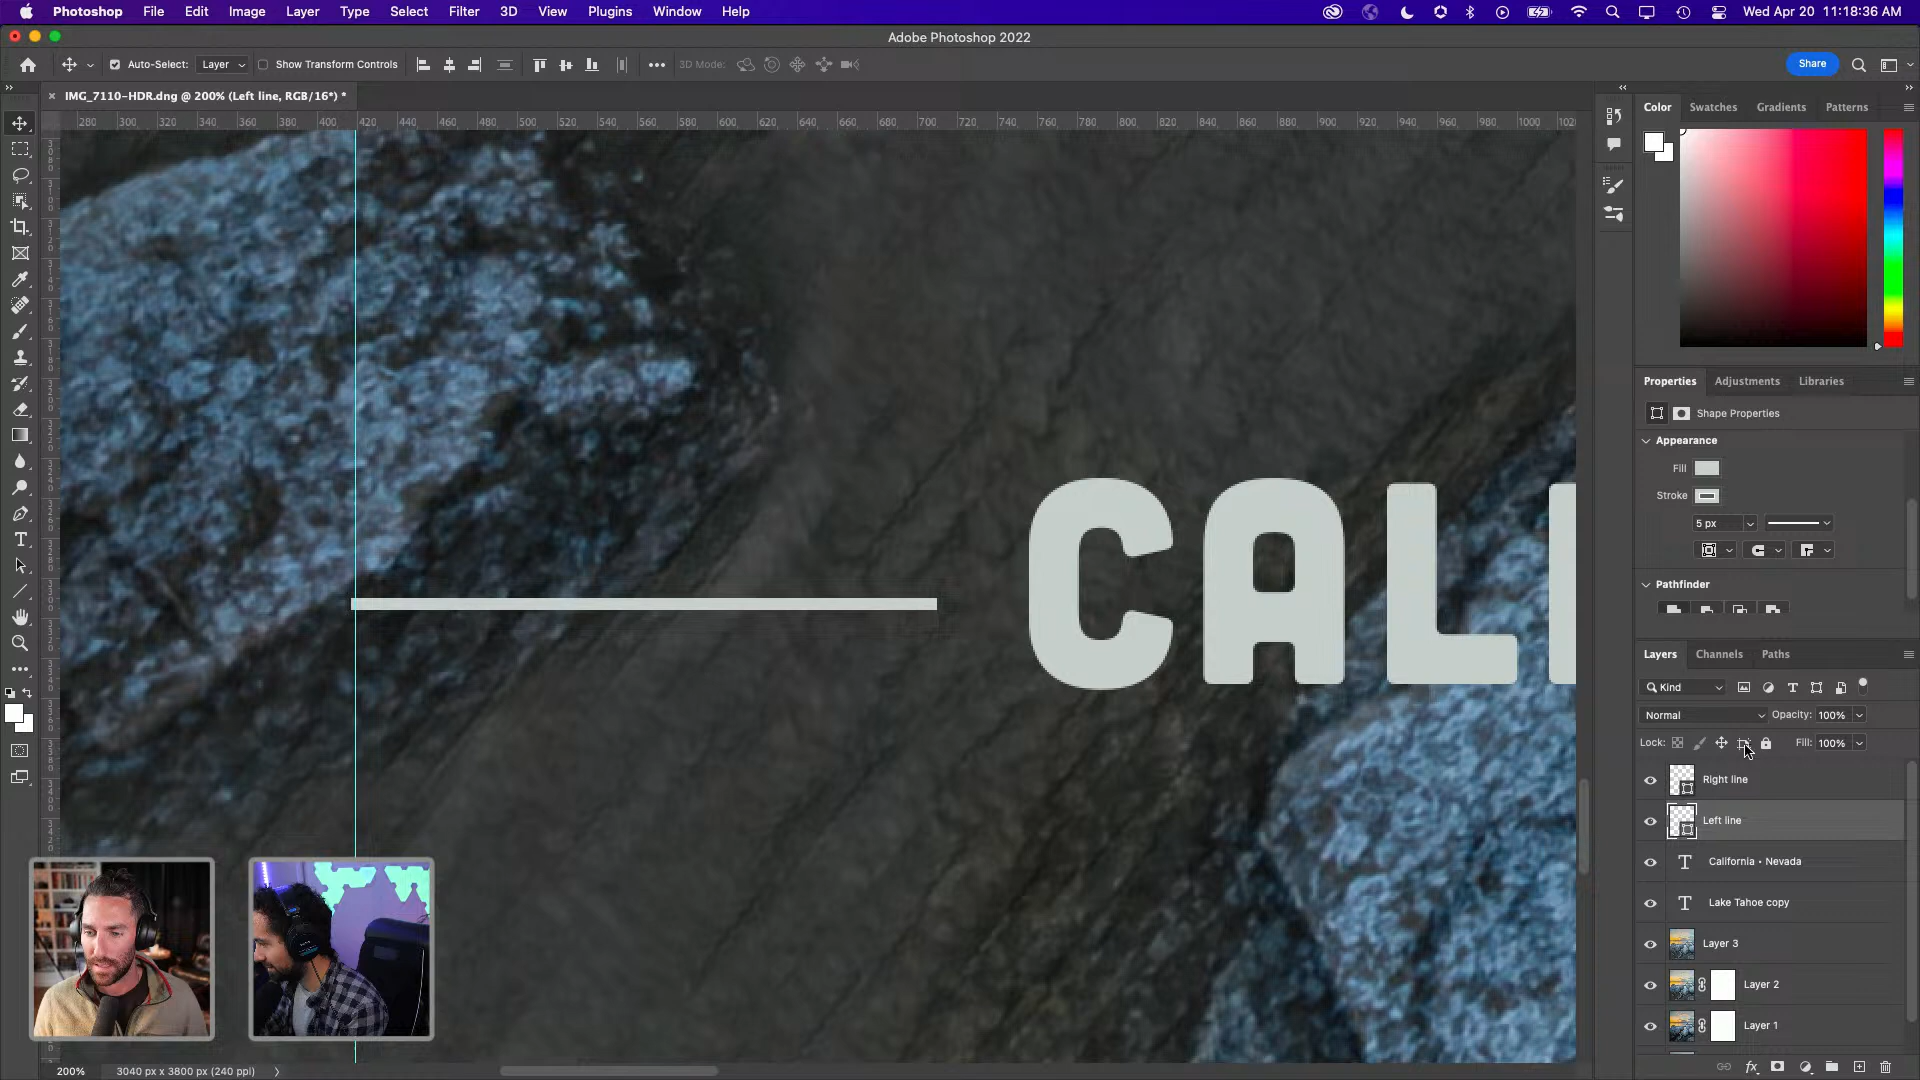 Photoshop File Edit Image Layer Type Select Filter 3D View Plugins Window Help Wed Apr 20 11:18:36 AM
Adobe Photoshop 2022
Auto-Select: Layer Show Transform Controls 3D Mode: Share
IMG_7110-HDR.dng @ 200% (Left line, RGB/16*) *
280 300 320 340 360 380 400 420 440 460 480 500 520 540 560 580 600 620 640 660 680 700 720 740 760 780 800 820 840 860 880 900 920 940 960 980 1000
Color Swatches Gradients Patterns
Properties Adjustments Libraries
Shape Properties
Appearance
Fill
Stroke
5 px
Pathfinder
CAL
Layers Channels Paths
Kind
Normal Opacity: 100%
Lock: Fill: 100%
Right line
Left line
California • Nevada
Lake Tahoe copy
Layer 3
Layer 2
Layer 1
200% 3040 px x 3800 px (240 ppi)